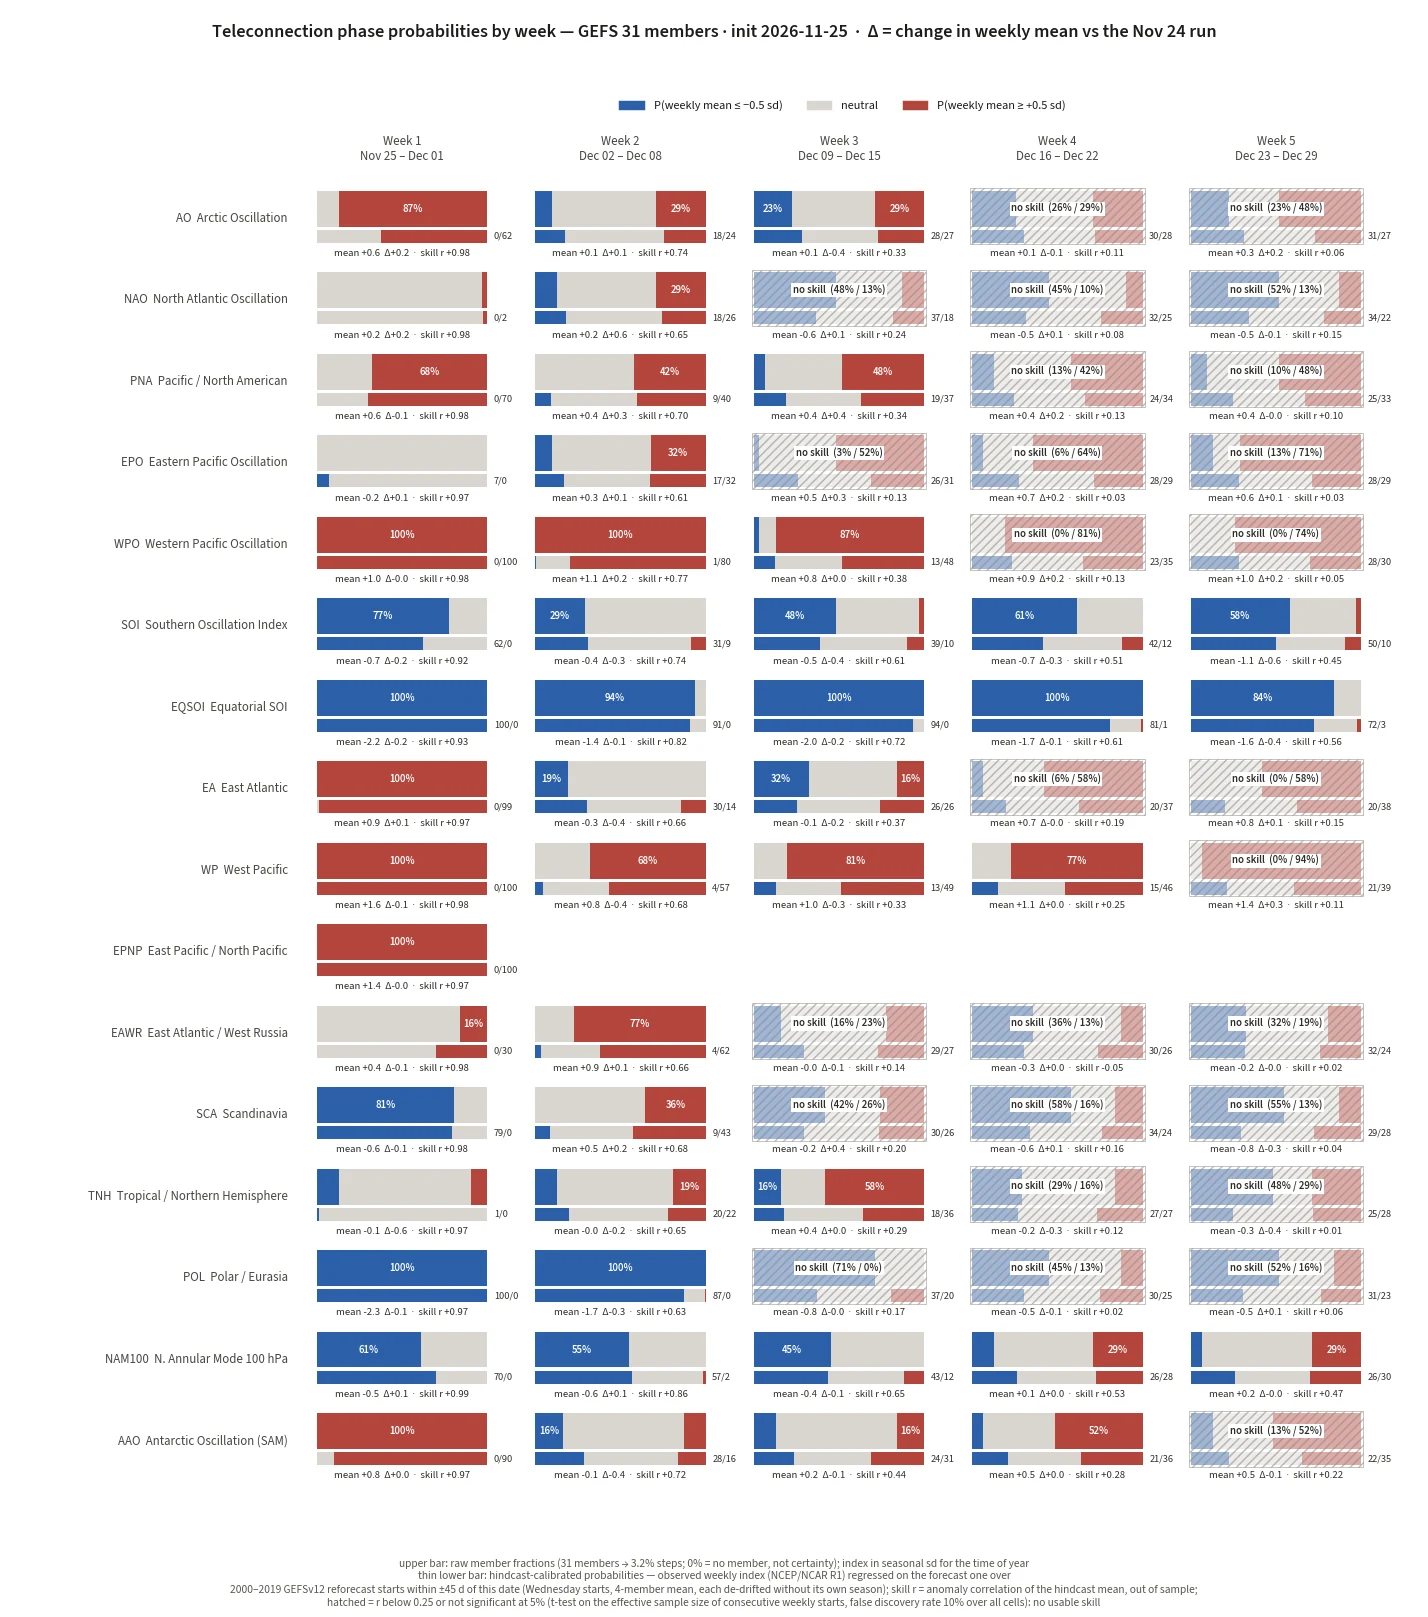 Teleconnection phase probabilities by week — GEFS 31 members · init 2026-11-25 · Δ = change in weekly mean vs the Nov 24 run
P(weekly mean ≤ −0.5 sd) neutral P(weekly mean ≥ +0.5 sd)
Week 1 Week 2 Week 3 Week 4 Week 5
Nov 25 – Dec 01 Dec 02 – Dec 08 Dec 09 – Dec 15 Dec 16 – Dec 22 Dec 23 – Dec 29
AO Arctic Oscillation 87% 29% 23% 29% no skill (26% / 29%) no skill (23% / 48%)
0/62 18/24 28/27 30/28 31/27
mean +0.6 Δ+0.2 · skill r +0.98 mean +0.1 Δ+0.1 · skill r +0.74 mean +0.1 Δ-0.4 · skill r +0.33 mean +0.1 Δ-0.1 · skill r +0.11 mean +0.3 Δ+0.2 · skill r +0.06
NAO North Atlantic Oscillation 29% no skill (48% / 13%) no skill (45% / 10%) no skill (52% / 13%)
0/2 18/26 37/18 32/25 34/22
mean +0.2 Δ+0.2 · skill r +0.98 mean +0.2 Δ+0.6 · skill r +0.65 mean -0.6 Δ+0.1 · skill r +0.24 mean -0.5 Δ+0.1 · skill r +0.08 mean -0.5 Δ-0.1 · skill r +0.15
PNA Pacific / North American 68% 42% 48% no skill (13% / 42%) no skill (10% / 48%)
0/70 9/40 19/37 24/34 25/33
mean +0.6 Δ-0.1 · skill r +0.98 mean +0.4 Δ+0.3 · skill r +0.70 mean +0.4 Δ+0.4 · skill r +0.34 mean +0.4 Δ+0.2 · skill r +0.13 mean +0.4 Δ-0.0 · skill r +0.10
EPO Eastern Pacific Oscillation 32% no skill (3% / 52%) no skill (6% / 64%) no skill (13% / 71%)
7/0 17/32 26/31 28/29 28/29
mean -0.2 Δ+0.1 · skill r +0.97 mean +0.3 Δ+0.1 · skill r +0.61 mean +0.5 Δ+0.3 · skill r +0.13 mean +0.7 Δ+0.2 · skill r +0.03 mean +0.6 Δ+0.1 · skill r +0.03
WPO Western Pacific Oscillation 100% 100% 87% no skill (0% / 81%) no skill (0% / 74%)
0/100 1/80 13/48 23/35 28/30
mean +1.0 Δ-0.0 · skill r +0.98 mean +1.1 Δ+0.2 · skill r +0.77 mean +0.8 Δ+0.0 · skill r +0.38 mean +0.9 Δ+0.2 · skill r +0.13 mean +1.0 Δ+0.2 · skill r +0.05
SOI Southern Oscillation Index 77% 29% 48% 61% 58%
62/0 31/9 39/10 42/12 50/10
mean -0.7 Δ-0.2 · skill r +0.92 mean -0.4 Δ-0.3 · skill r +0.74 mean -0.5 Δ-0.4 · skill r +0.61 mean -0.7 Δ-0.3 · skill r +0.51 mean -1.1 Δ-0.6 · skill r +0.45
EQSOI Equatorial SOI 100% 94% 100% 100% 84%
100/0 91/0 94/0 81/1 72/3
mean -2.2 Δ-0.2 · skill r +0.93 mean -1.4 Δ-0.1 · skill r +0.82 mean -2.0 Δ-0.2 · skill r +0.72 mean -1.7 Δ-0.1 · skill r +0.61 mean -1.6 Δ-0.4 · skill r +0.56
EA East Atlantic 100% 19% 32% 16% no skill (6% / 58%) no skill (0% / 58%)
0/99 30/14 26/26 20/37 20/38
mean +0.9 Δ+0.1 · skill r +0.97 mean -0.3 Δ-0.4 · skill r +0.66 mean -0.1 Δ-0.2 · skill r +0.37 mean +0.7 Δ-0.0 · skill r +0.19 mean +0.8 Δ+0.1 · skill r +0.15
WP West Pacific 100% 68% 81% 77% no skill (0% / 94%)
0/100 4/57 13/49 15/46 21/39
mean +1.6 Δ-0.1 · skill r +0.98 mean +0.8 Δ-0.4 · skill r +0.68 mean +1.0 Δ-0.3 · skill r +0.33 mean +1.1 Δ+0.0 · skill r +0.25 mean +1.4 Δ+0.3 · skill r +0.11
EPNP East Pacific / North Pacific 100%
0/100
mean +1.4 Δ-0.0 · skill r +0.97
EAWR East Atlantic / West Russia 16% 77% no skill (16% / 23%) no skill (36% / 13%) no skill (32% / 19%)
0/30 4/62 29/27 30/26 32/24
mean +0.4 Δ-0.1 · skill r +0.98 mean +0.9 Δ+0.1 · skill r +0.66 mean -0.0 Δ-0.1 · skill r +0.14 mean -0.3 Δ+0.0 · skill r -0.05 mean -0.2 Δ-0.0 · skill r +0.02
SCA Scandinavia 81% 36% no skill (42% / 26%) no skill (58% / 16%) no skill (55% / 13%)
79/0 9/43 30/26 34/24 29/28
mean -0.6 Δ-0.1 · skill r +0.98 mean +0.5 Δ+0.2 · skill r +0.68 mean -0.2 Δ+0.4 · skill r +0.20 mean -0.6 Δ+0.1 · skill r +0.16 mean -0.8 Δ-0.3 · skill r +0.04
TNH Tropical / Northern Hemisphere 19% 16% 58% no skill (29% / 16%) no skill (48% / 29%)
1/0 20/22 18/36 27/27 25/28
mean -0.1 Δ-0.6 · skill r +0.97 mean -0.0 Δ-0.2 · skill r +0.65 mean +0.4 Δ+0.0 · skill r +0.29 mean -0.2 Δ-0.3 · skill r +0.12 mean -0.3 Δ-0.4 · skill r +0.01
POL Polar / Eurasia 100% 100% no skill (71% / 0%) no skill (45% / 13%) no skill (52% / 16%)
100/0 87/0 37/20 30/25 31/23
mean -2.3 Δ-0.1 · skill r +0.97 mean -1.7 Δ-0.3 · skill r +0.63 mean -0.8 Δ-0.0 · skill r +0.17 mean -0.5 Δ-0.1 · skill r +0.02 mean -0.5 Δ+0.1 · skill r +0.06
NAM100 N. Annular Mode 100 hPa 61% 55% 45% 29% 29%
70/0 57/2 43/12 26/28 26/30
mean -0.5 Δ+0.1 · skill r +0.99 mean -0.6 Δ+0.1 · skill r +0.86 mean -0.4 Δ-0.1 · skill r +0.65 mean +0.1 Δ+0.0 · skill r +0.53 mean +0.2 Δ-0.0 · skill r +0.47
AAO Antarctic Oscillation (SAM) 100% 16% 16% 52% no skill (13% / 52%)
0/90 28/16 24/31 21/36 22/35
mean +0.8 Δ+0.0 · skill r +0.97 mean -0.1 Δ-0.4 · skill r +0.72 mean +0.2 Δ-0.1 · skill r +0.44 mean +0.5 Δ+0.0 · skill r +0.28 mean +0.5 Δ-0.1 · skill r +0.22
upper bar: raw member fractions (31 members → 3.2% steps; 0% = no member, not certainty); index in seasonal sd for the time of year
thin lower bar: hindcast-calibrated probabilities — observed weekly index (NCEP/NCAR R1) regressed on the forecast one over
2000–2019 GEFSv12 reforecast starts within ±45 d of this date (Wednesday starts, 4-member mean, each de-drifted without its own season); skill r = anomaly correlation of the hindcast mean, out of sample;
hatched = r below 0.25 or not significant at 5% (t-test on the effective sample size of consecutive weekly starts, false discovery rate 10% over all cells): no usable skill